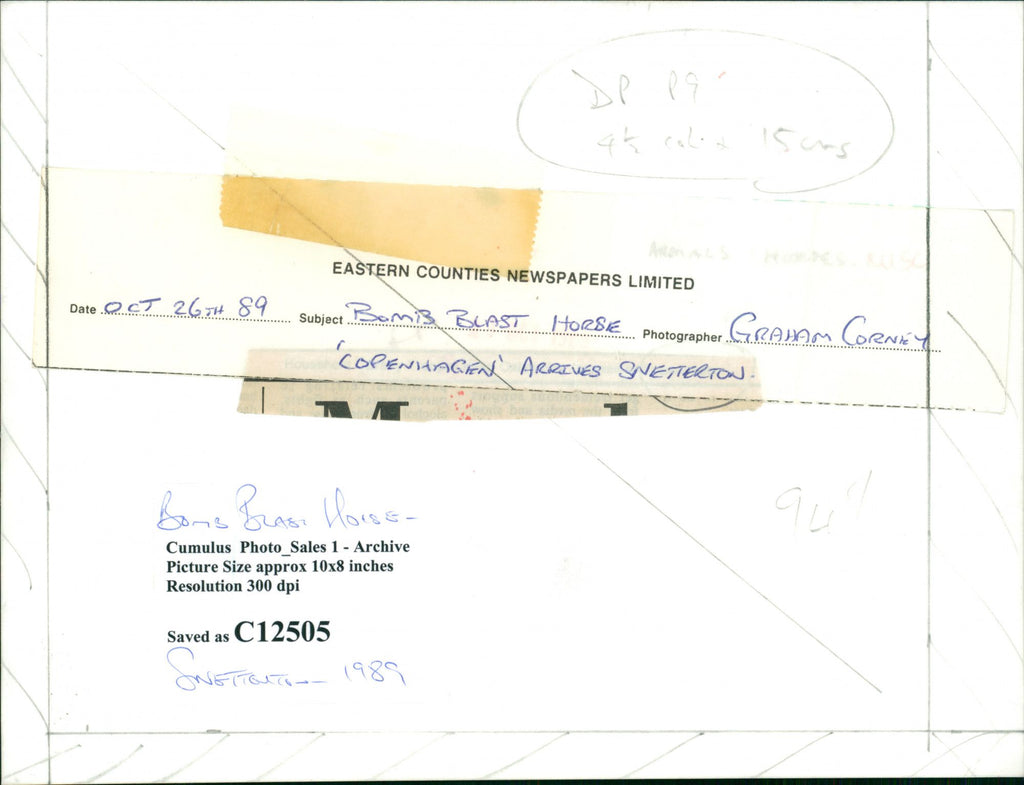 DP P9
4½ col x 15cms
ANIMALS HORSES
EASTERN COUNTIES NEWSPAPERS LIMITED
Date OCT 26TH 89 Subject BOMB BLAST HORSE Photographer GRAHAM CORNEY
'COPENHAGEN' ARRIVES SNETTERTON.
BOMB BLAST HORSE
Cumulus Photo_Sales 1 - Archive
Picture Size approx 10x8 inches
Resolution 300 dpi
Saved as C12505
SNETTERTON 1989